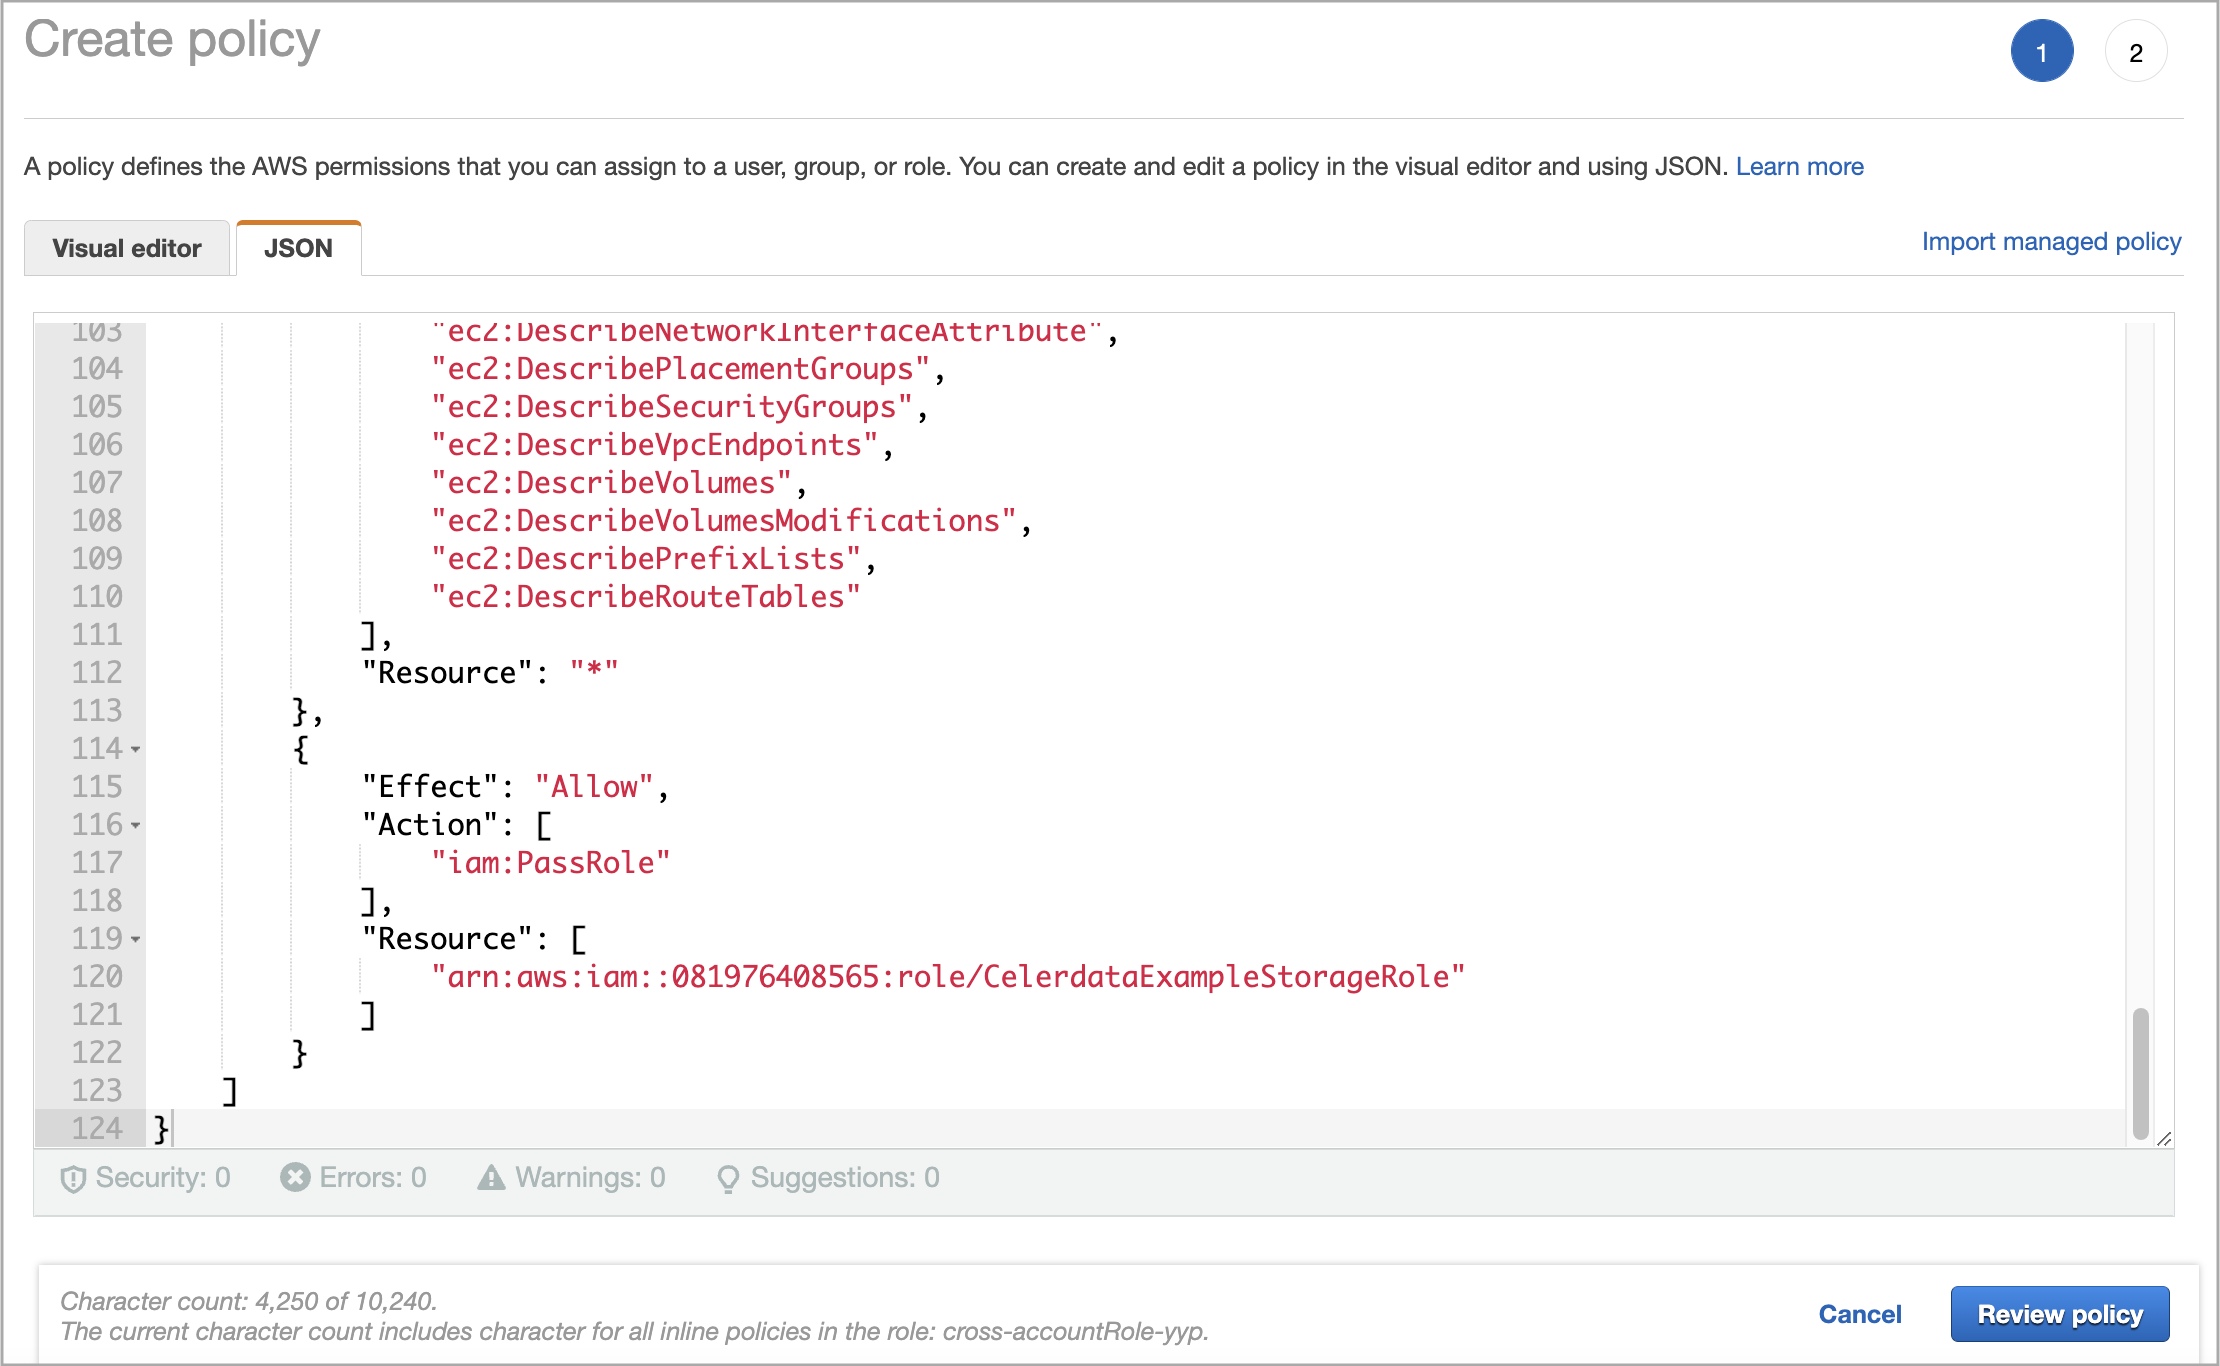 Create policy
1
2
A policy defines the AWS permissions that you can assign to a user, group, or role. You can create and edit a policy in the visual editor and using JSON. Learn more
Visual editor
JSON
Import managed policy
103 "ec2:DescribeNetworkInterfaceAttribute",
104 "ec2:DescribePlacementGroups",
105 "ec2:DescribeSecurityGroups",
106 "ec2:DescribeVpcEndpoints",
107 "ec2:DescribeVolumes",
108 "ec2:DescribeVolumesModifications",
109 "ec2:DescribePrefixLists",
110 "ec2:DescribeRouteTables"
111 ],
112 "Resource": "*"
113 },
114 {
115 "Effect": "Allow",
116 "Action": [
117 "iam:PassRole"
118 ],
119 "Resource": [
120 "arn:aws:iam::081976408565:role/CelerdataExampleStorageRole"
121 ]
122 }
123 ]
124 }
Security: 0 Errors: 0 Warnings: 0 Suggestions: 0
Character count: 4,250 of 10,240.
The current character count includes character for all inline policies in the role: cross-accountRole-yyp.
Cancel
Review policy